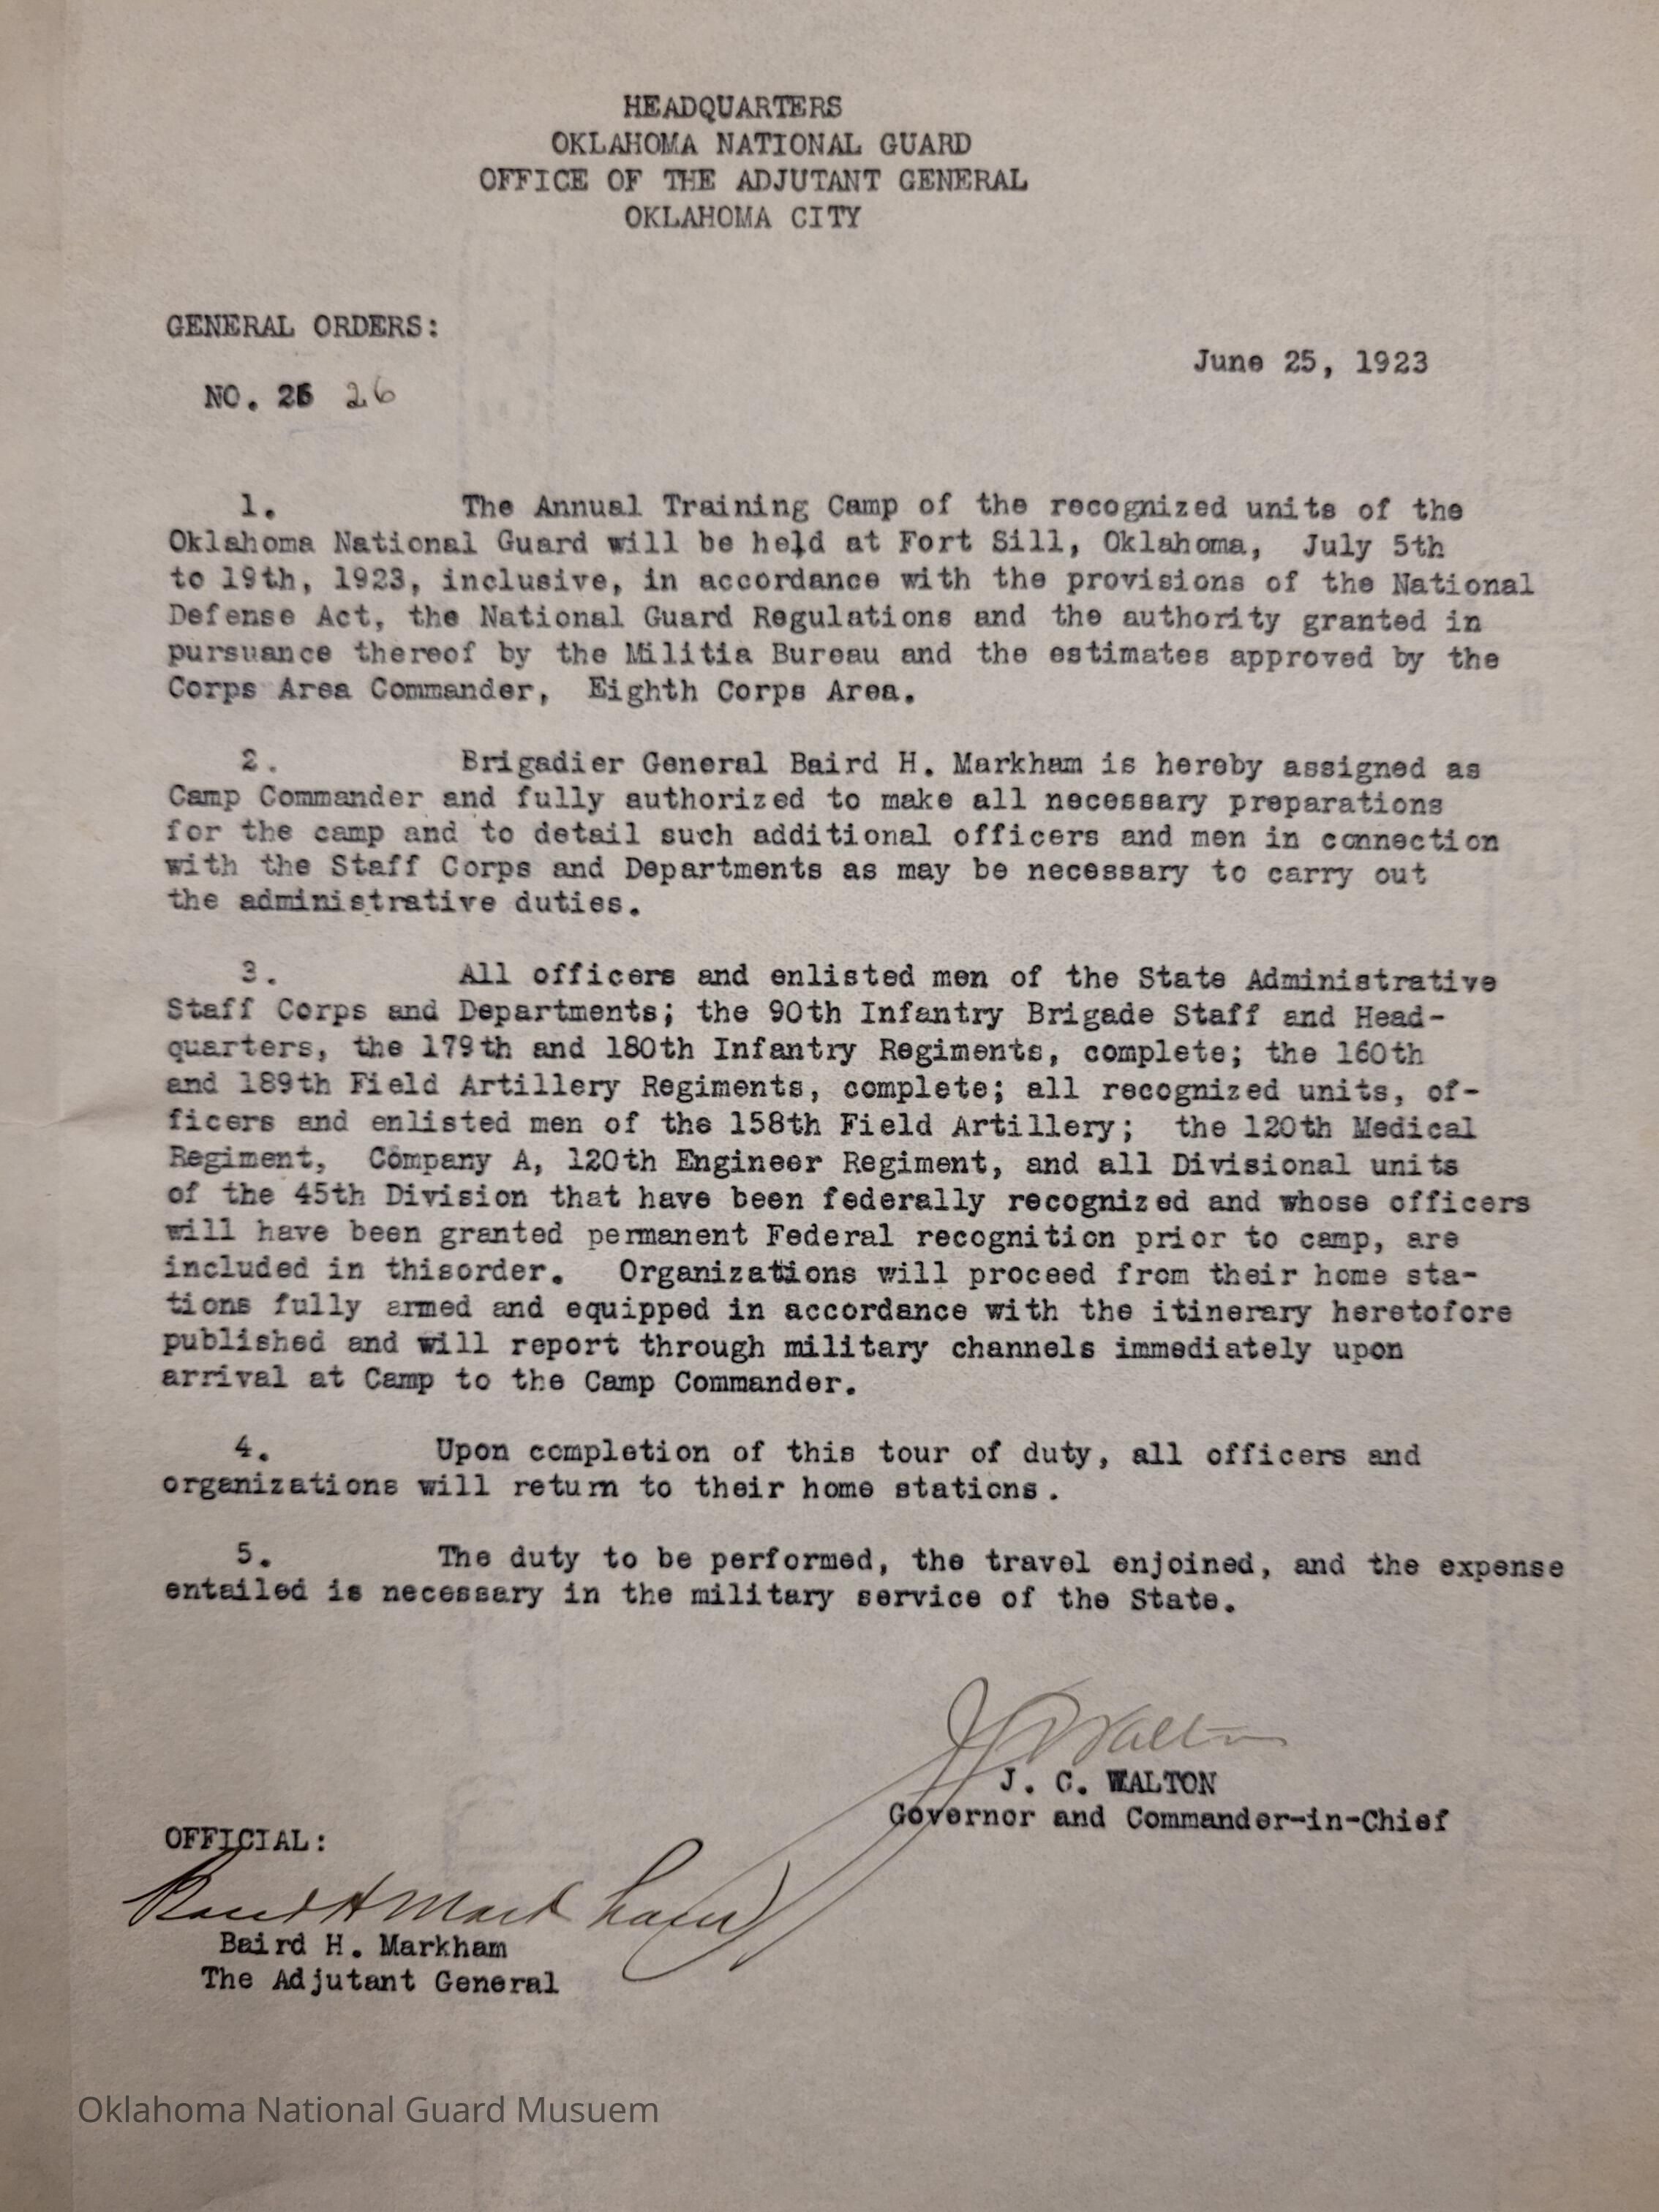 HEADQUARTERS
OKLAHOMA NATIONAL GUARD
OFFICE OF THE ADJUTANT GENERAL
OKLAHOMA CITY
GENERAL ORDERS:
June 25, 1923
NO. 26 26
1. The Annual Training Camp of the recognized units of the
Oklahoma National Guard will be held at Fort Sill, Oklahoma, July 5th
to 19th, 1923, inclusive, in accordance with the provisions of the National
Defense Act, the National Guard Regulations and the authority granted in
pursuance thereof by the Militia Bureau and the estimates approved by the
Corps Area Commander, Eighth Corps Area.
2. Brigadier General Baird H. Markham is hereby assigned as
Camp Commander and fully authorized to make all necessary preparations
for the camp and to detail such additional officers and men in connection
with the Staff Corps and Departments as may be necessary to carry out
the administrative duties.
3. All officers and enlisted men of the State Administrative
Staff Corps and Departments; the 90th Infantry Brigade Staff and Head-
quarters, the 179th and 180th Infantry Regiments, complete; the 160th
and 189th Field Artillery Regiments, complete; all recognized units, of-
ficers and enlisted men of the 158th Field Artillery; the 120th Medical
Regiment, Company A, 120th Engineer Regiment, and all Divisional units
of the 45th Division that have been federally recognized and whose officers
will have been granted permanent Federal recognition prior to camp, are
included in thisorder. Organizations will proceed from their home sta-
tions fully armed and equipped in accordance with the itinerary heretofore
published and will report through military channels immediately upon
arrival at Camp to the Camp Commander.
4. Upon completion of this tour of duty, all officers and
organizations will return to their home stations.
5. The duty to be performed, the travel enjoined, and the expense
entailed is necessary in the military service of the State.
J C Walton
J. C. WALTON
Governor and Commander-in-Chief
OFFICIAL:
Baird H Markham
Baird H. Markham
The Adjutant General
Oklahoma National Guard Musuem